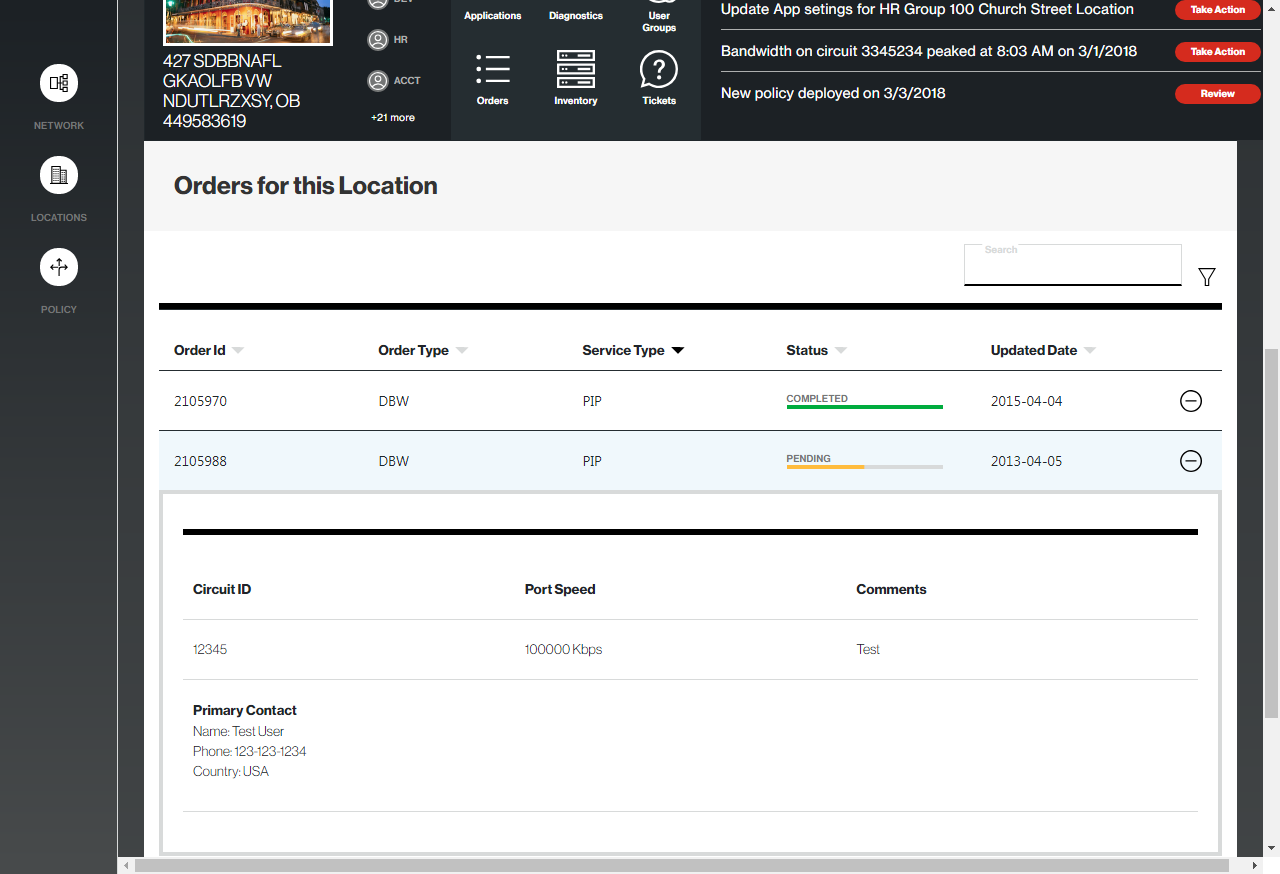 NETWORK
LOCATIONS
POLICY
427 SDBBNAFL
GKAOLFB VW
NDUTLRZXSY, OB
449583619
HR
ACCT
+21 more
Applications
Diagnostics
User
Groups
Orders
Inventory
Tickets
Update App setings for HR Group 100 Church Street Location
Take Action
Bandwidth on circuit 3345234 peaked at 8:03 AM on 3/1/2018
Take Action
New policy deployed on 3/3/2018
Review
Orders for this Location
Search
Order Id Order Type Service Type Status Updated Date
2105970 DBW PIP COMPLETED 2015-04-04
2105988 DBW PIP PENDING 2013-04-05
Circuit ID Port Speed Comments
12345 100000 Kbps Test
Primary Contact
Name: Test User
Phone: 123-123-1234
Country: USA